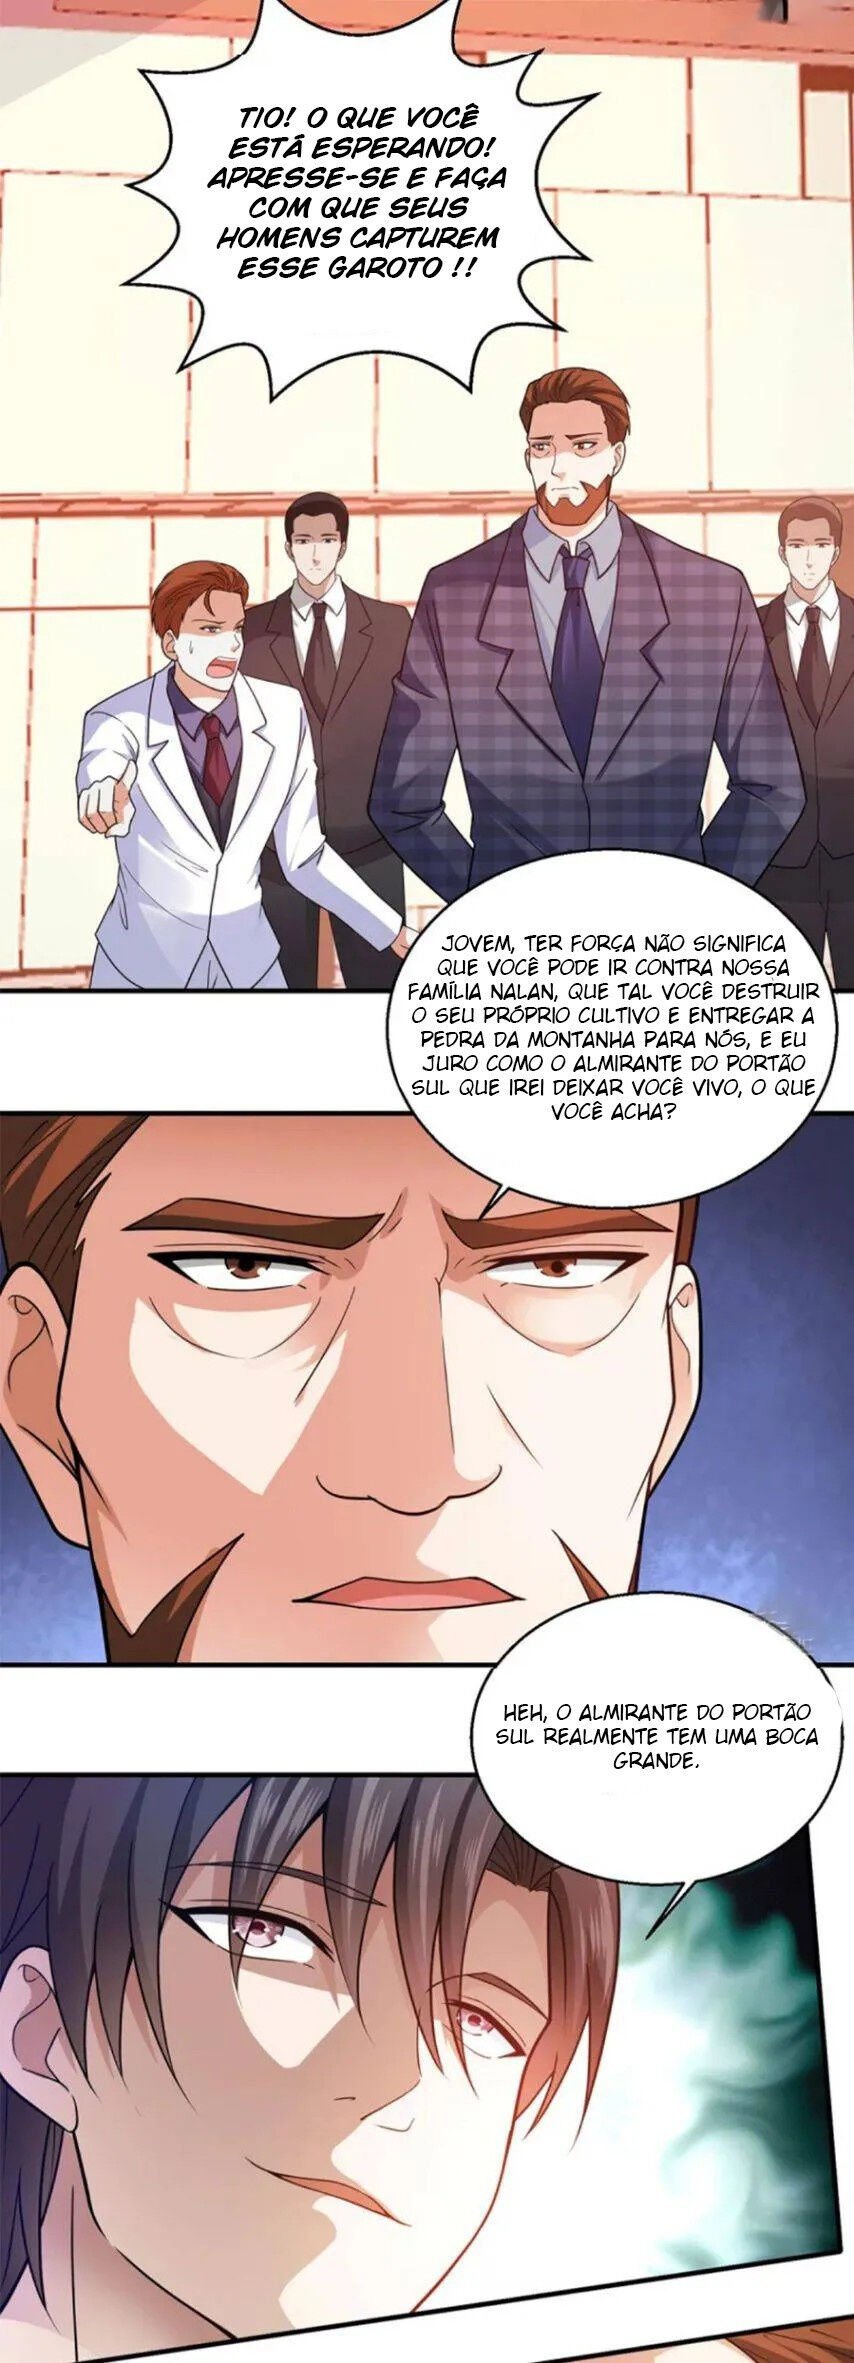 TIO! O QUE VOCÊ
ESTÁ ESPERANDO!
APRESSE-SE E FAÇA
COM QUE SEUS
HOMENS CAPTUREM
ESSE GAROTO !!
JOVEM, TER FORÇA NÃO SIGNIFICA
QUE VOCÊ PODE IR CONTRA NOSSA
FAMÍLIA NALAN, QUE TAL VOCÊ DESTRUIR
O SEU PRÓPRIO CULTIVO E ENTREGAR A
PEDRA DA MONTANHA PARA NÓS, E EU
JURO COMO O ALMIRANTE DO PORTÃO
SUL QUE IREI DEIXAR VOCÊ VIVO, O QUE
VOCÊ ACHA?
HEH, O ALMIRANTE DO PORTÃO
SUL REALMENTE TEM UMA BOCA
GRANDE.